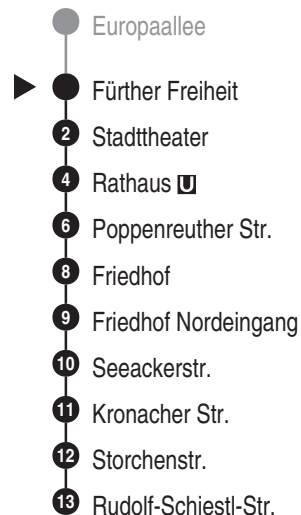 Europaallee
Fürther Freiheit
2 Stadttheater
4 Rathaus U
6 Poppenreuther Str.
8 Friedhof
9 Friedhof Nordeingang
10 Seeackerstr.
11 Kronacher Str.
12 Storchenstr.
13 Rudolf-Schiestl-Str.